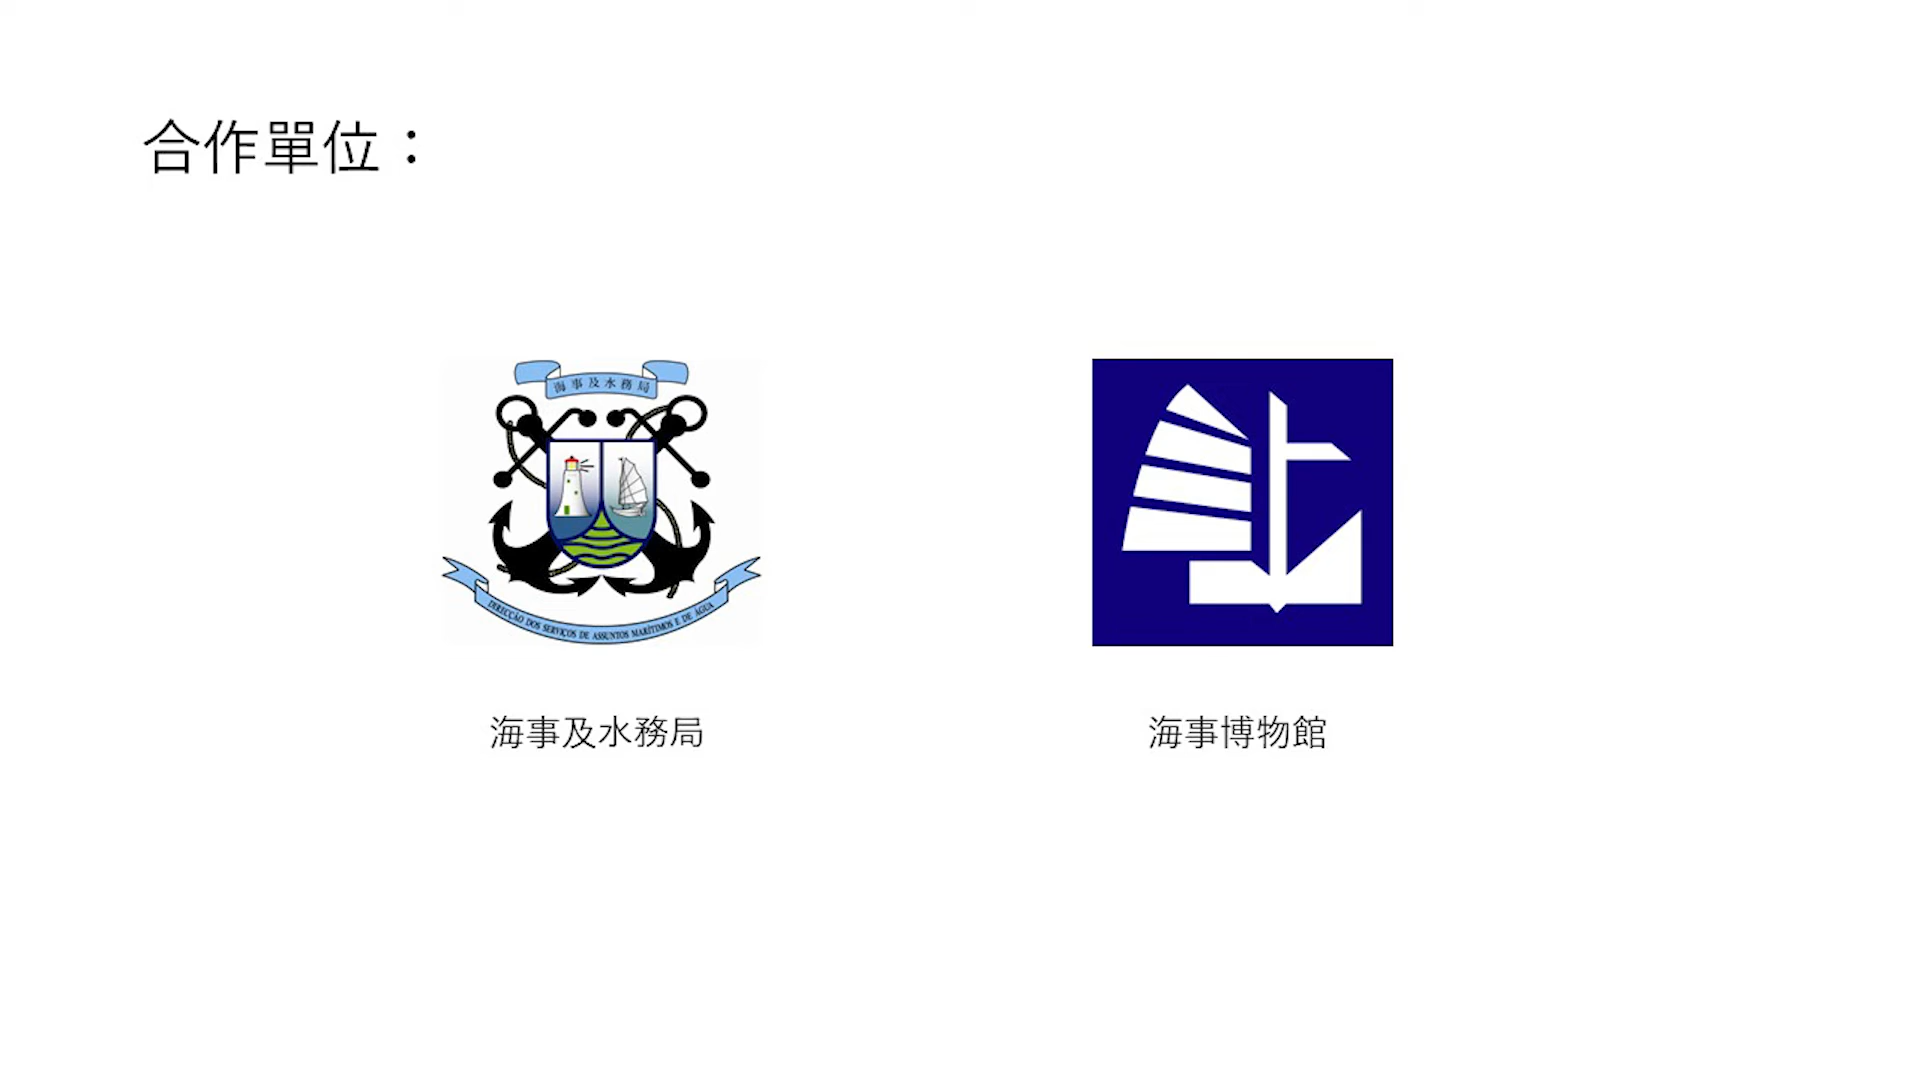 合作單位：
海事及水務局
DIRECÇÃO DOS SERVIÇOS DE ASSUNTOS MARÍTIMOS E DE ÁGUA
海事及水務局
海事博物館